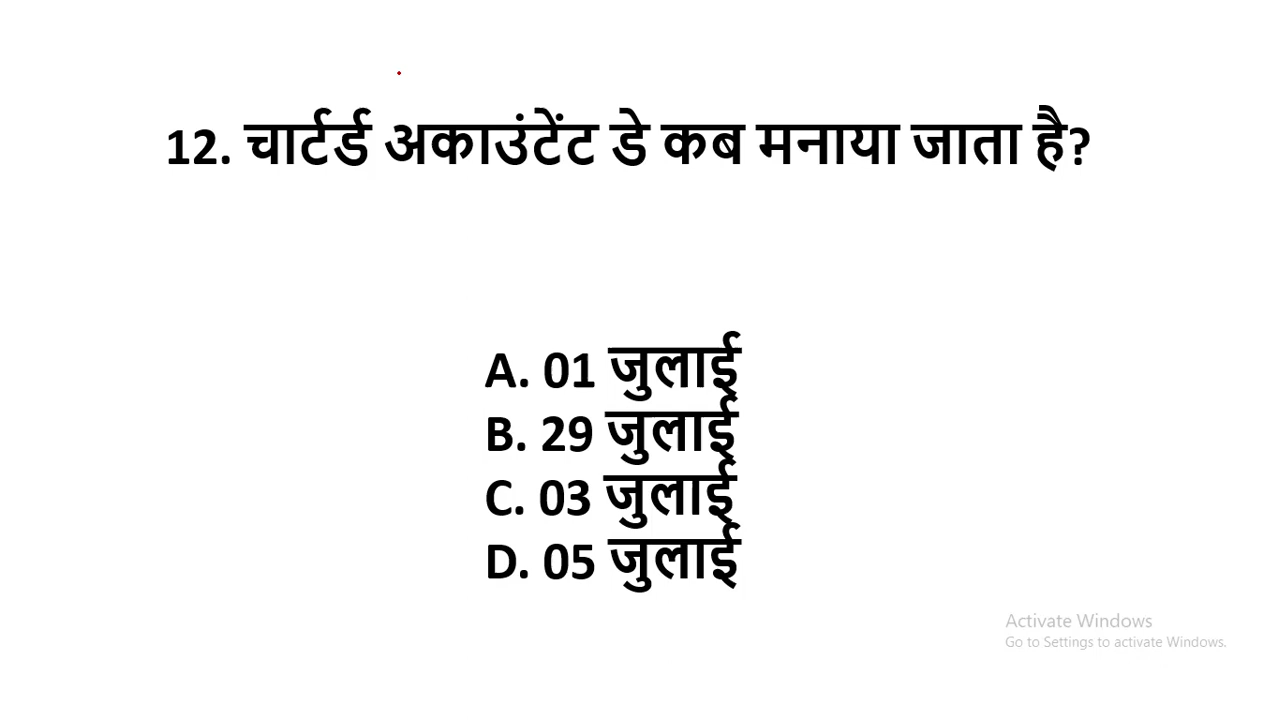 12. चार्टर्ड अकाउंटेंट डे कब मनाया जाता है?
A. 01 जुलाई
B. 29 जुलाई
C. 03 जुलाई
D. 05 जुलाई
Activate Windows
Go to Settings to activate Windows.